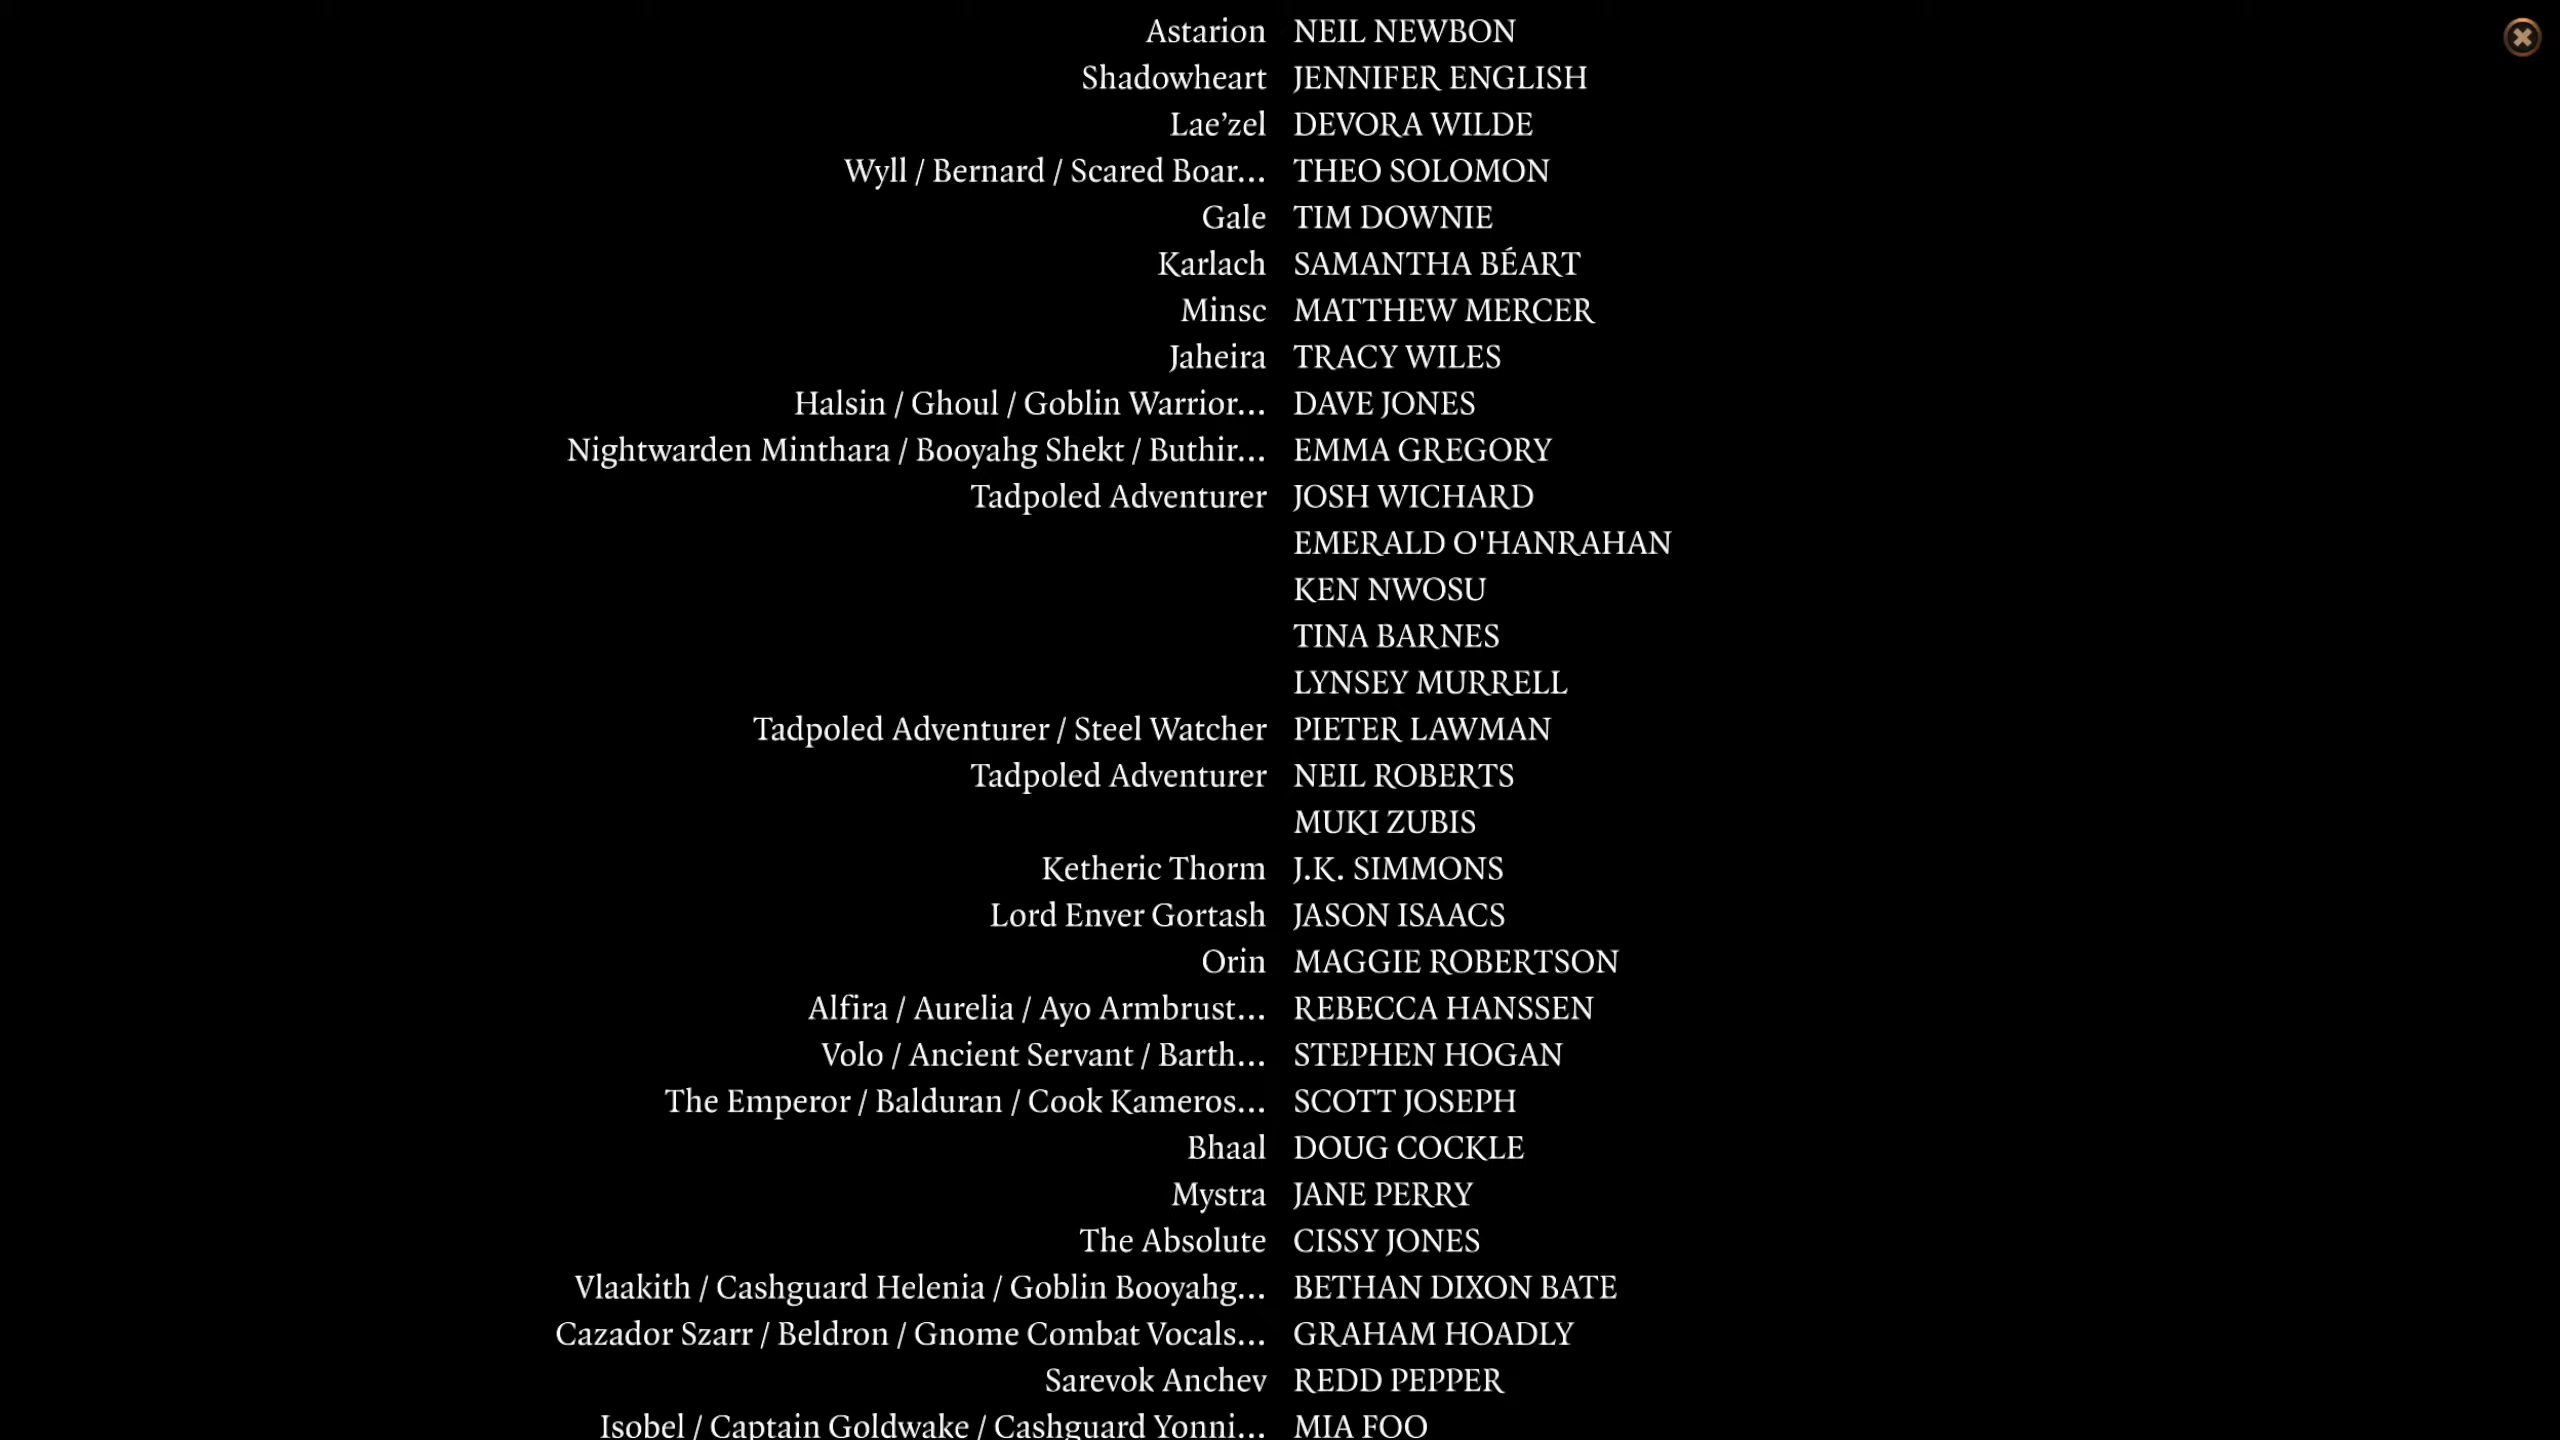 Astarion NEIL NEWBON
Shadowheart JENNIFER ENGLISH
Lae’zel DEVORA WILDE
Wyll / Bernard / Scared Boar... THEO SOLOMON
Gale TIM DOWNIE
Karlach SAMANTHA BÉART
Minsc MATTHEW MERCER
Jaheira TRACY WILES
Halsin / Ghoul / Goblin Warrior... DAVE JONES
Nightwarden Minthara / Booyahg Shekt / Buthir... EMMA GREGORY
Tadpoled Adventurer JOSH WICHARD
EMERALD O'HANRAHAN
KEN NWOSU
TINA BARNES
LYNSEY MURRELL
Tadpoled Adventurer / Steel Watcher PIETER LAWMAN
Tadpoled Adventurer NEIL ROBERTS
MUKI ZUBIS
Ketheric Thorm J.K. SIMMONS
Lord Enver Gortash JASON ISAACS
Orin MAGGIE ROBERTSON
Alfira / Aurelia / Ayo Armbrust... REBECCA HANSSEN
Volo / Ancient Servant / Barth... STEPHEN HOGAN
The Emperor / Balduran / Cook Kameros... SCOTT JOSEPH
Bhaal DOUG COCKLE
Mystra JANE PERRY
The Absolute CISSY JONES
Vlaakith / Cashguard Helenia / Goblin Booyahg... BETHAN DIXON BATE
Cazador Szarr / Beldron / Gnome Combat Vocals... GRAHAM HOADLY
Sarevok Anchev REDD PEPPER
Isobel / Captain Goldwake / Cashguard Yonni... MIA FOO